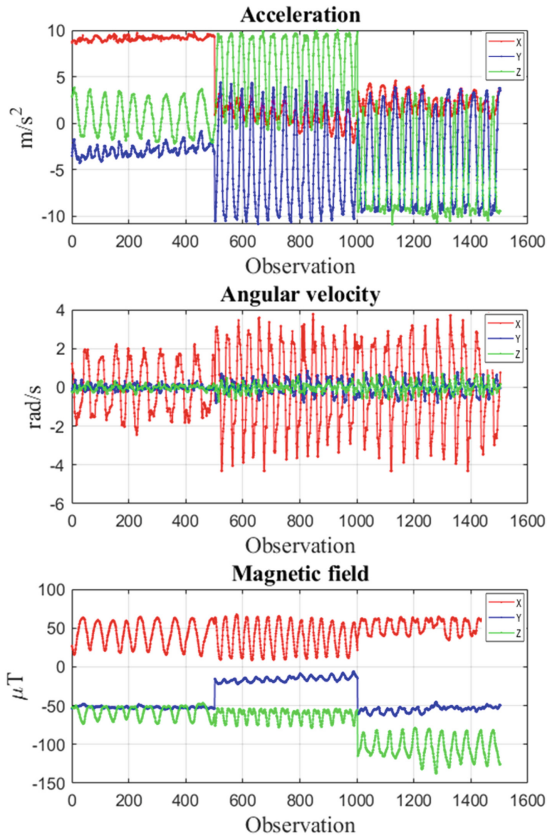 Acceleration
10
5
0
-5
-10
m/s²
X
Y
Z
0 200 400 600 800 1000 1200 1400 1600
Observation
Angular velocity
4
2
0
-2
-4
-6
rad/s
X
Y
Z
0 200 400 600 800 1000 1200 1400 1600
Observation
Magnetic field
100
50
0
-50
-100
-150
μT
X
Y
Z
0 200 400 600 800 1000 1200 1400 1600
Observation